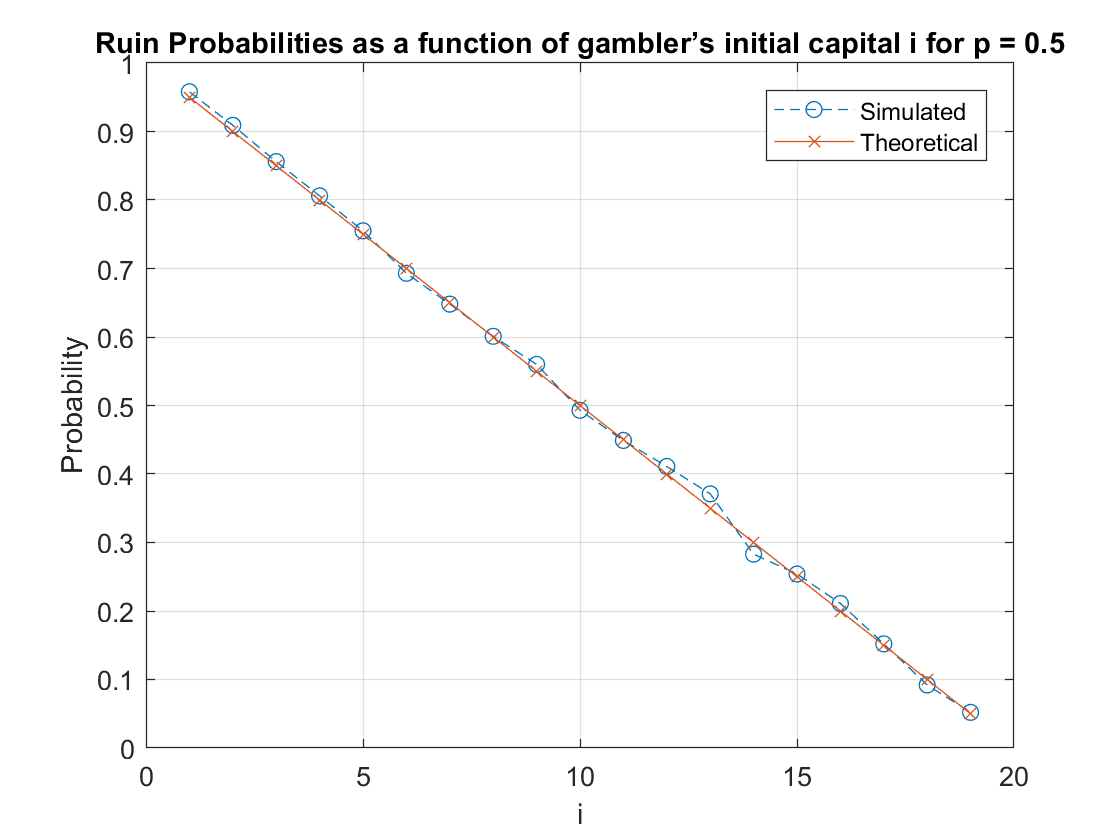 Ruin Probabilities as a function of gambler’s initial capital i for p = 0.5
1
0.9
0.8
0.7
0.6
0.5
0.4
0.3
0.2
0.1
0
Probability
Simulated
Theoretical
0 5 10 15 20
i